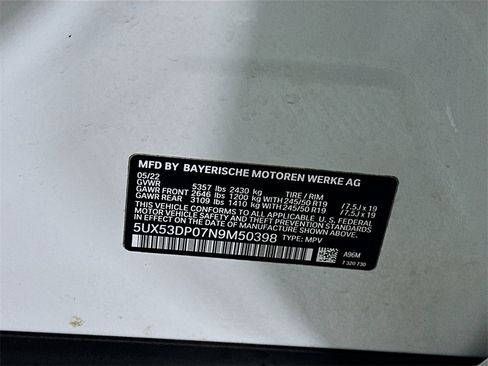 MFD BY BAYERISCHE MOTOREN WERKE AG
05/22
GVWR 5357 lbs 2430 kg TIRE / RIM
GAWR FRONT 2646 lbs 1200 kg WITH 245/50 R19 /7.5J x 19
GAWR REAR 3109 lbs 1410 kg WITH 245/50 R19 /7.5J x 19
THIS VEHICLE CONFORMS TO ALL APPLICABLE U. S. FEDERAL
MOTOR VEHICLE SAFETY STANDARDS IN EFFECT ON THE
DATE OF MANUFACTURE SHOWN ABOVE.
5UX53DP07N9M50398 TYPE: MPV
A96M
7 320 730